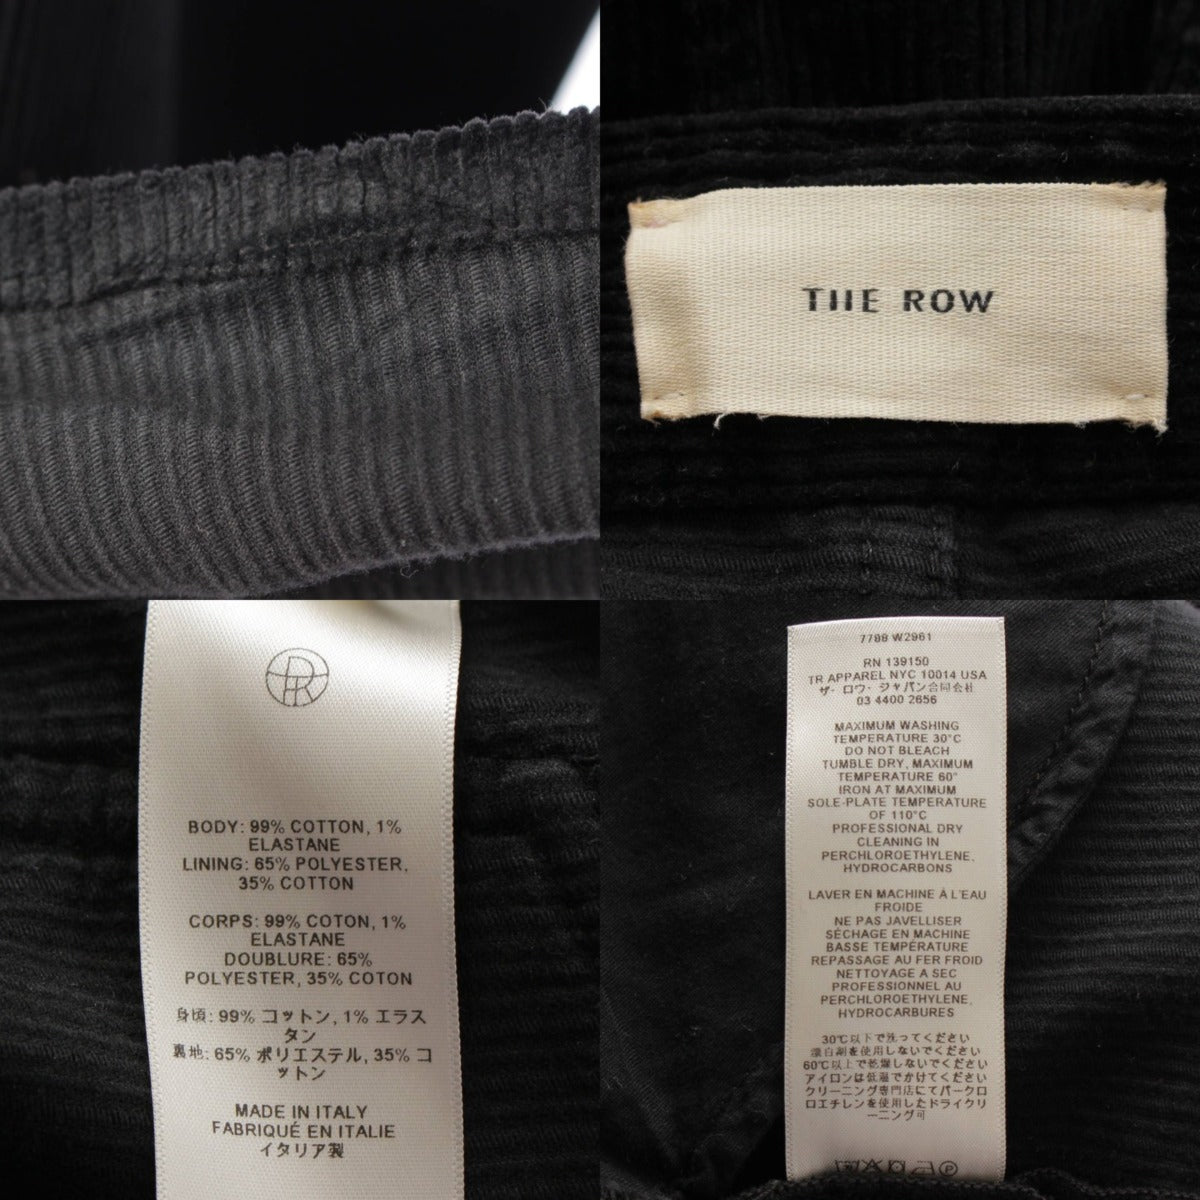 THE ROW
BODY: 99% COTTON, 1%
ELASTANE
LINING: 65% POLYESTER,
35% COTTON
CORPS: 99% COTON, 1%
ELASTANE
DOUBLURE: 65%
POLYESTER, 35% COTON
身頃: 99% コットン, 1% エラス
タン
裏地: 65% ポリエステル, 35% コ
ットン
MADE IN ITALY
FABRIQUÉ EN ITALIE
イタリア製
7788 W2961
RN 139150
TR APPAREL NYC 10014 USA
ザ・ロウ・ジャパン合同会社
03 4400 2656
MAXIMUM WASHING
TEMPERATURE 30°C
DO NOT BLEACH
TUMBLE DRY, MAXIMUM
TEMPERATURE 60°
IRON AT MAXIMUM
SOLE-PLATE TEMPERATURE
OF 110°C
PROFESSIONAL DRY
CLEANING IN
PERCHLOROETHYLENE,
HYDROCARBONS
LAVER EN MACHINE À L'EAU
FROIDE
NE PAS JAVELLISER
SÉCHAGE EN MACHINE
BASSE TEMPÉRATURE
REPASSAGE AU FER FROID
NETTOYAGE A SEC
PROFESSIONNEL AU
PERCHLOROETHYLENE,
HYDROCARBURES
30℃以下で洗ってください
漂白剤を使用しないでください
60℃以上で乾燥しないでください
アイロンは低温でかけてください
クリーニング専門店にてパークロ
ロエチレンを使用したドライクリ
ーニング可